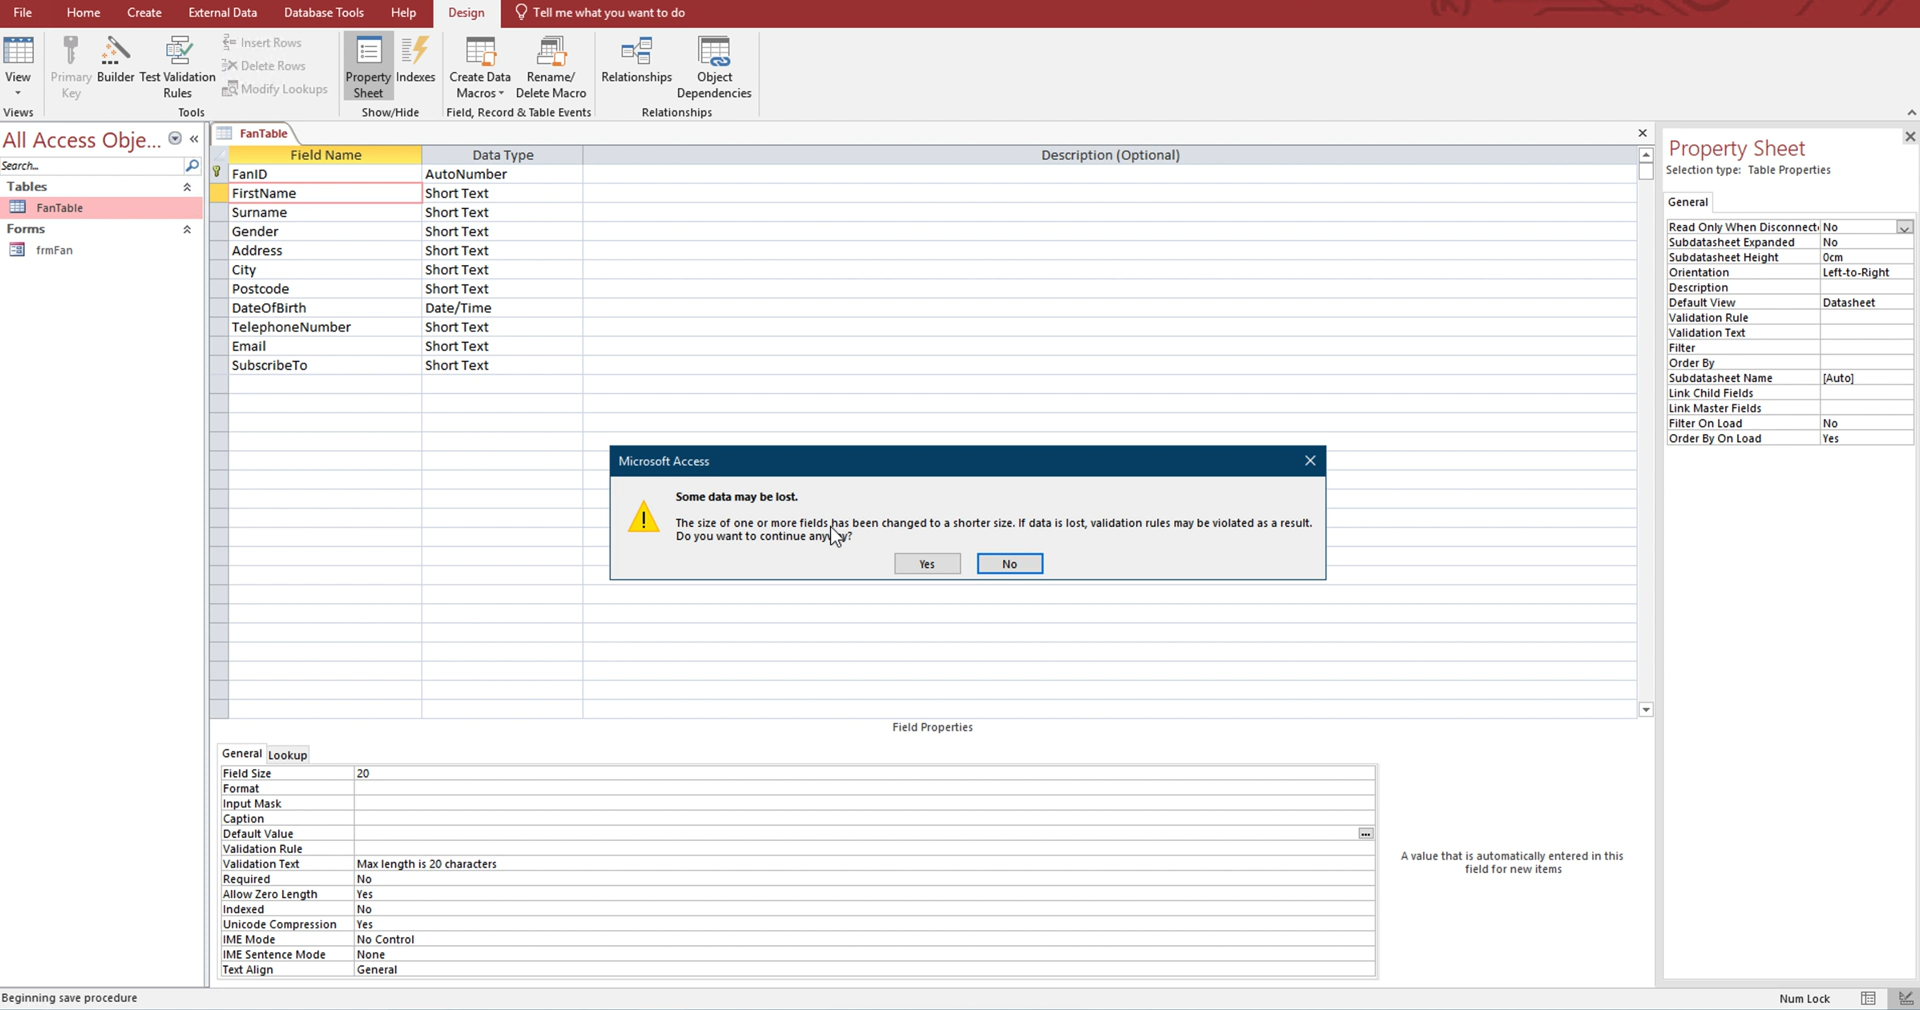 File Home Create External Data Database Tools Help Design Tell me what you want to do
View
Primary Key
Builder
Test Validation Rules
Insert Rows
Delete Rows
Modify Lookups
Property Sheet
Indexes
Create Data Macros
Rename/ Delete Macro
Relationships
Object Dependencies
Views Tools Show/Hide Field, Record & Table Events Relationships
All Access Obje... «
Search...
Tables
FanTable
Forms
frmFan
FanTable
Field Name Data Type Description (Optional)
FanID AutoNumber
FirstName Short Text
Surname Short Text
Gender Short Text
Address Short Text
City Short Text
Postcode Short Text
DateOfBirth Date/Time
TelephoneNumber Short Text
Email Short Text
SubscribeTo Short Text
Microsoft Access
Some data may be lost.
The size of one or more fields has been changed to a shorter size. If data is lost, validation rules may be violated as a result.
Do you want to continue anyway?
Yes No
Field Properties
General Lookup
Field Size 20
Format
Input Mask
Caption
Default Value ...
Validation Rule
Validation Text Max length is 20 characters
Required No
Allow Zero Length Yes
Indexed No
Unicode Compression Yes
IME Mode No Control
IME Sentence Mode None
Text Align General
A value that is automatically entered in this
field for new items
Property Sheet
Selection type: Table Properties
General
Read Only When Disconnect No
Subdatasheet Expanded No
Subdatasheet Height 0cm
Orientation Left-to-Right
Description
Default View Datasheet
Validation Rule
Validation Text
Filter
Order By
Subdatasheet Name [Auto]
Link Child Fields
Link Master Fields
Filter On Load No
Order By On Load Yes
Beginning save procedure Num Lock